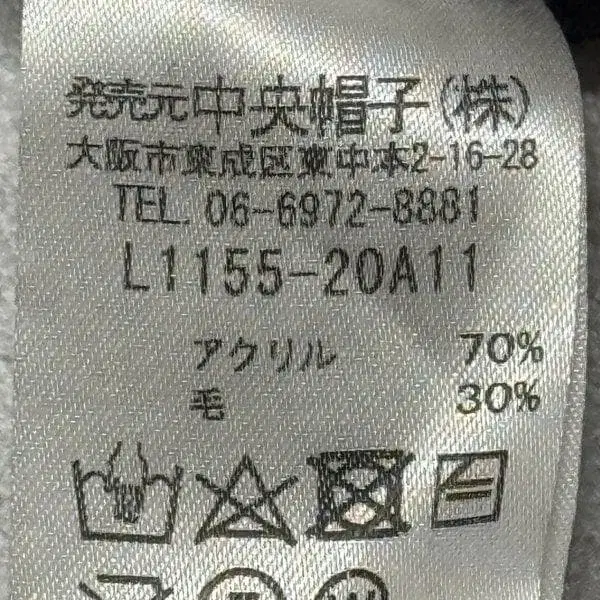 発売元 中央帽子(株)
大阪市東成区東中本2-16-28
TEL. 06-6972-8881
L1155-20A11
アクリル 70%
毛 30%